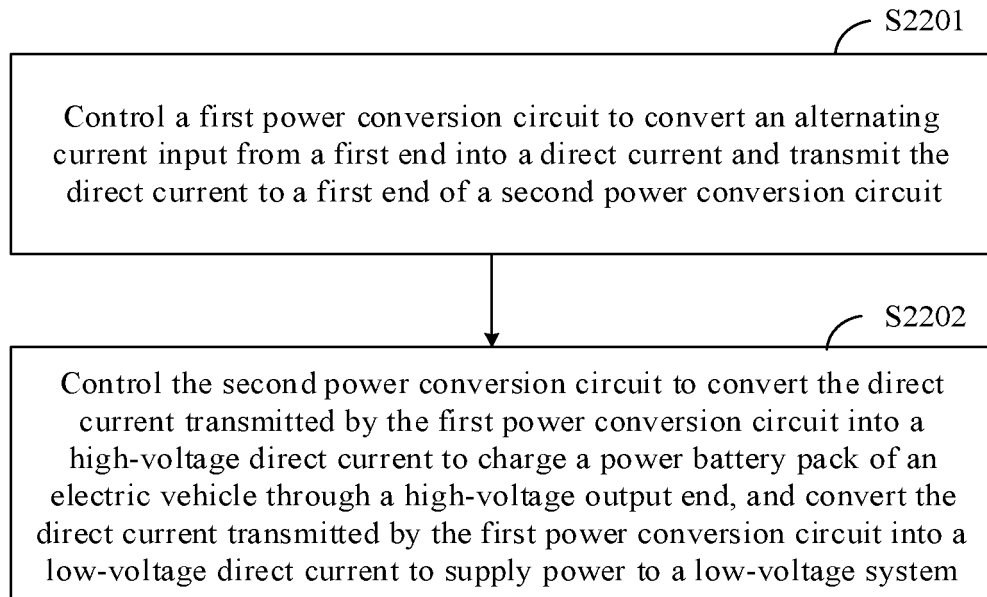 S2201
Control a first power conversion circuit to convert an alternating
current input from a first end into a direct current and transmit the
direct current to a first end of a second power conversion circuit
S2202
Control the second power conversion circuit to convert the direct
current transmitted by the first power conversion circuit into a
high-voltage direct current to charge a power battery pack of an
electric vehicle through a high-voltage output end, and convert the
direct current transmitted by the first power conversion circuit into a
low-voltage direct current to supply power to a low-voltage system